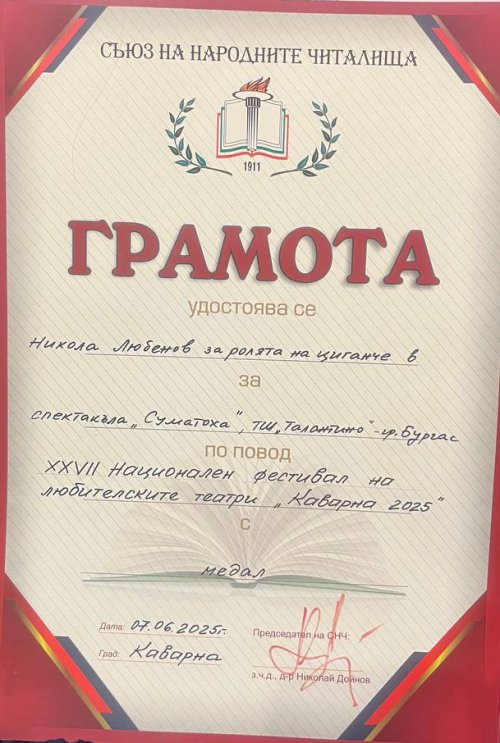 СЪЮЗ НА НАРОДНИТЕ ЧИТАЛИЩА
1911
ГРАМОТА
удостоява се
Никола Любенов за ролята на циганче в
за
спектакъла „Суматоха", ТШ „Талантино"-гр. Бургас
по повод
XXVII Национален фестивал на
любителските театри „Каварна 2025"
с
медал
Дата: 07.06.2025г.
Председател на СНЧ:
Град: Каварна
з.ч.д., д-р Николай Дойнов